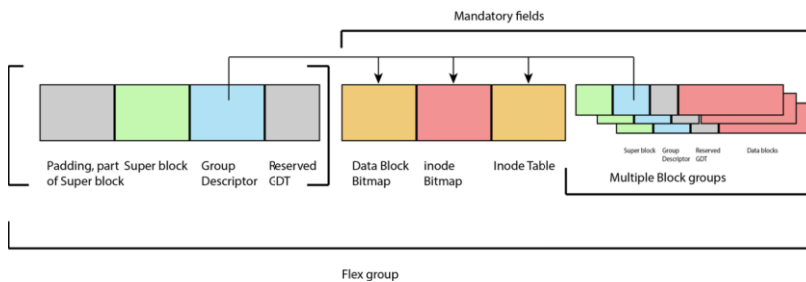 Mandatory fields
Padding, part
of Super block
Super block
Group
Descriptor
Reserved
GDT
Data Block
Bitmap
inode
Bitmap
Inode Table
Super block
Group
Descriptor
Reserved
GDT
Data blocks
Multiple Block groups
Flex group